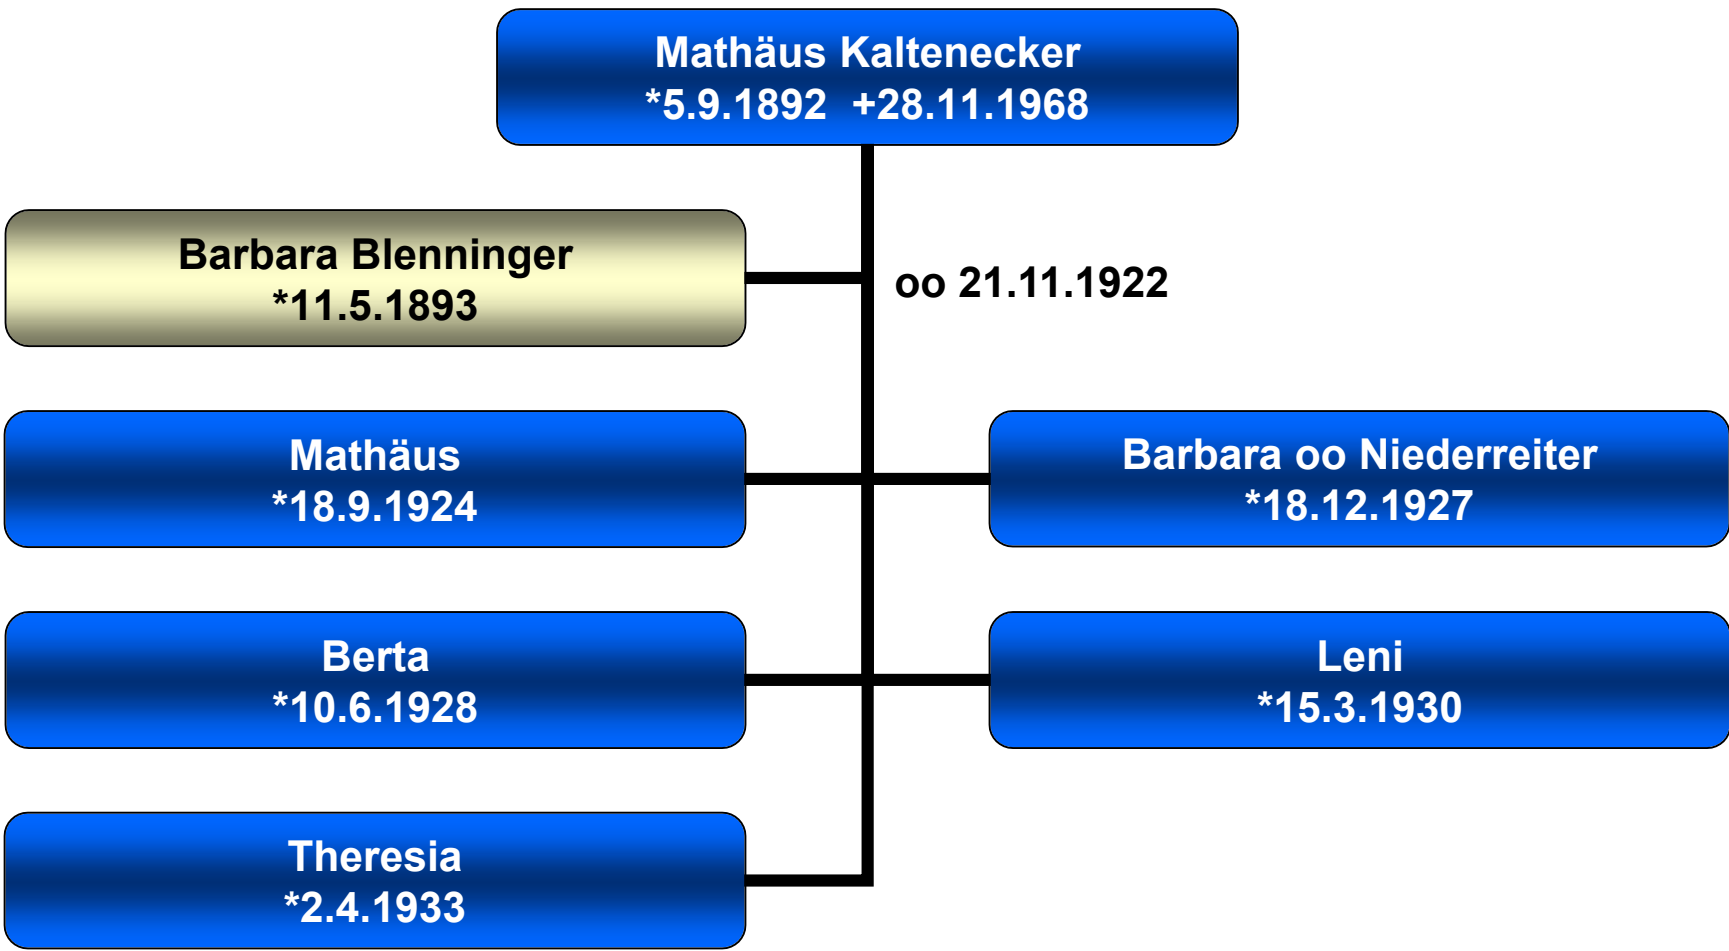 Mathäus Kaltenecker
*5.9.1892  +28.11.1968
Barbara Blenninger
*11.5.1893
oo 21.11.1922
Mathäus
*18.9.1924
Barbara oo Niederreiter
*18.12.1927
Berta
*10.6.1928
Leni
*15.3.1930
Theresia
*2.4.1933